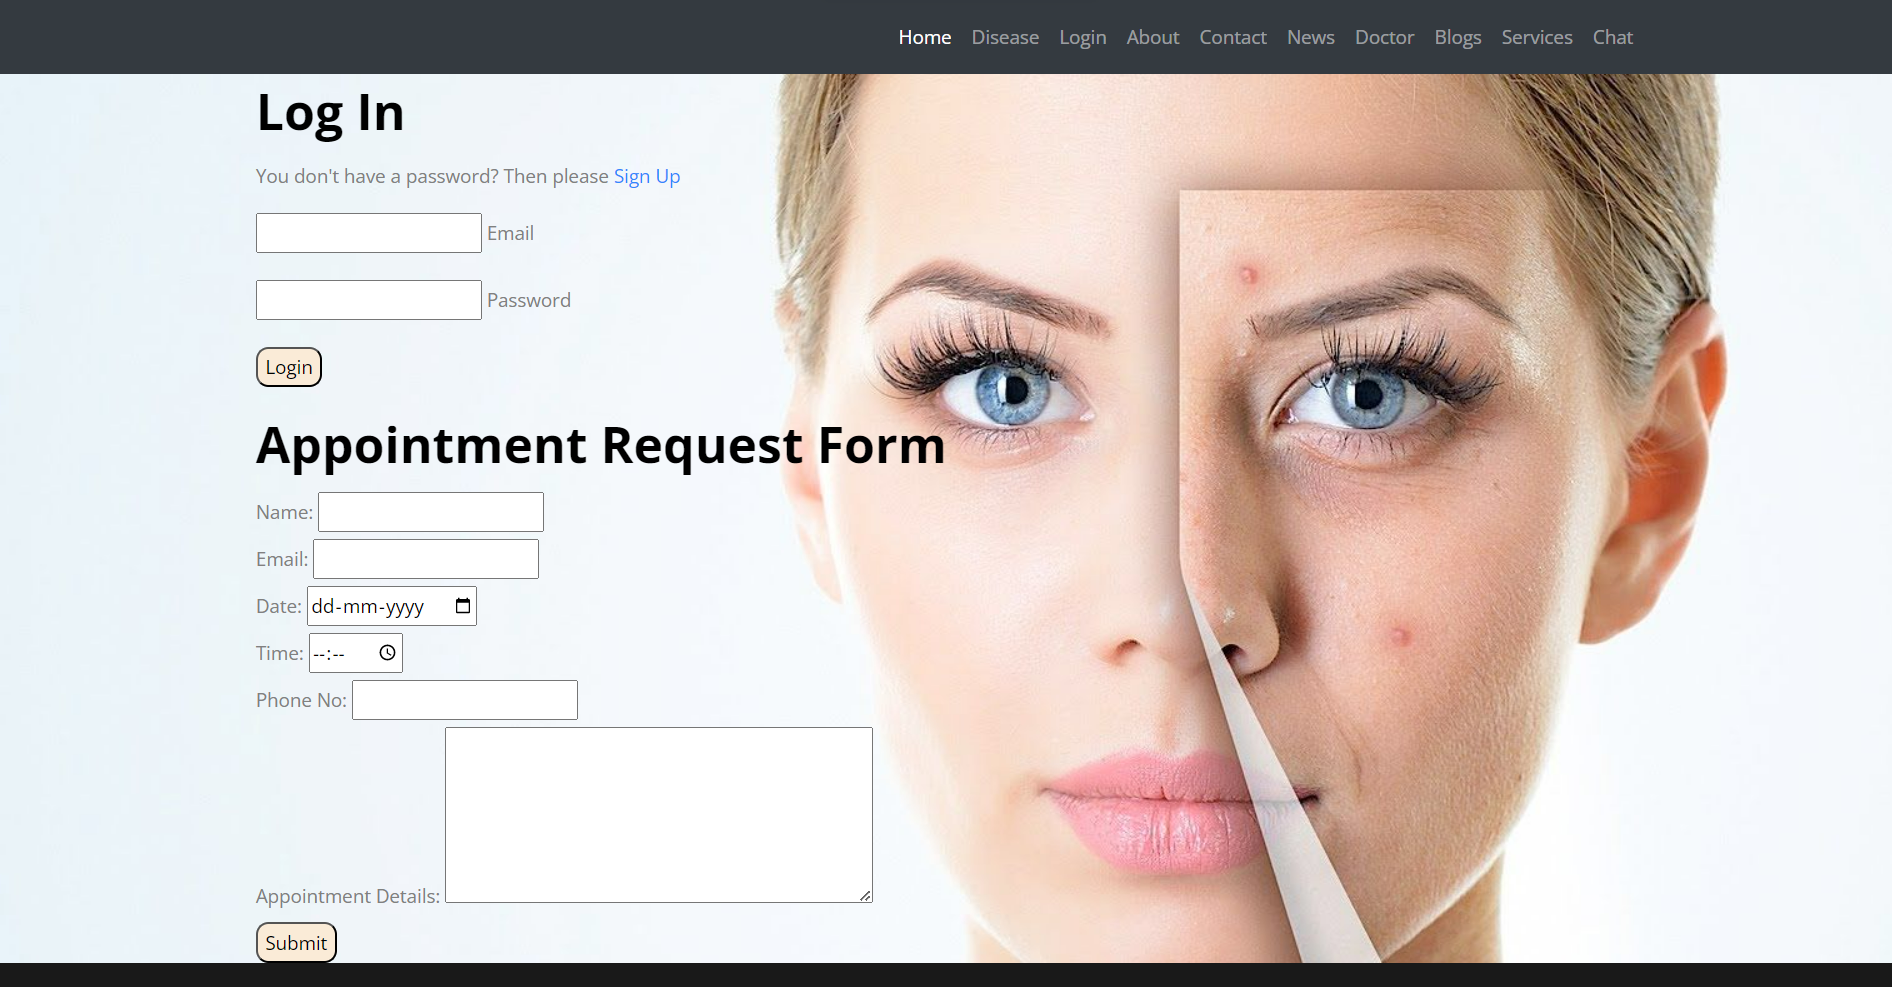 Home Disease Login About Contact News Doctor Blogs Services Chat
Log In
You don't have a password? Then please Sign Up
Email
Password
Login
Appointment Request Form
Name:
Email:
Date: dd-mm-yyyy
Time: --:--
Phone No:
Appointment Details:
Submit